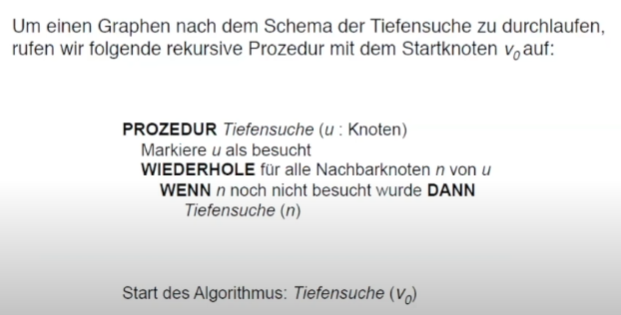 Um einen Graphen nach dem Schema der Tiefensuche zu durchlaufen,
rufen wir folgende rekursive Prozedur mit dem Startknoten v₀ auf:
PROZEDUR Tiefensuche (u : Knoten)
Markiere u als besucht
WIEDERHOLE für alle Nachbarknoten n von u
WENN n noch nicht besucht wurde DANN
Tiefensuche (n)
Start des Algorithmus: Tiefensuche (v₀)